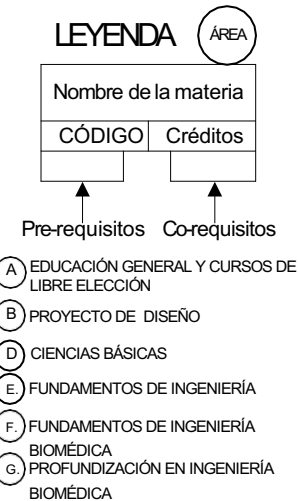 LEYENDA
ÁREA
Nombre de la materia
CÓDIGO Créditos
Pre-requisitos Co-requisitos
A EDUCACIÓN GENERAL Y CURSOS DE
LIBRE ELECCIÓN
B PROYECTO DE DISEÑO
D CIENCIAS BÁSICAS
E. FUNDAMENTOS DE INGENIERÍA
F. FUNDAMENTOS DE INGENIERÍA
BIOMÉDICA
G. PROFUNDIZACIÓN EN INGENIERÍA
BIOMÉDICA